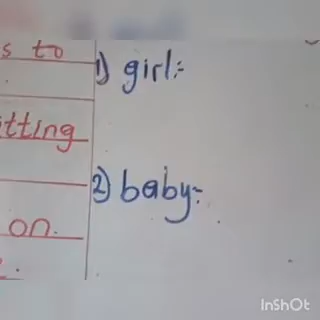 s to
1) girl:-
itting
2) baby:-
on.
InShOt